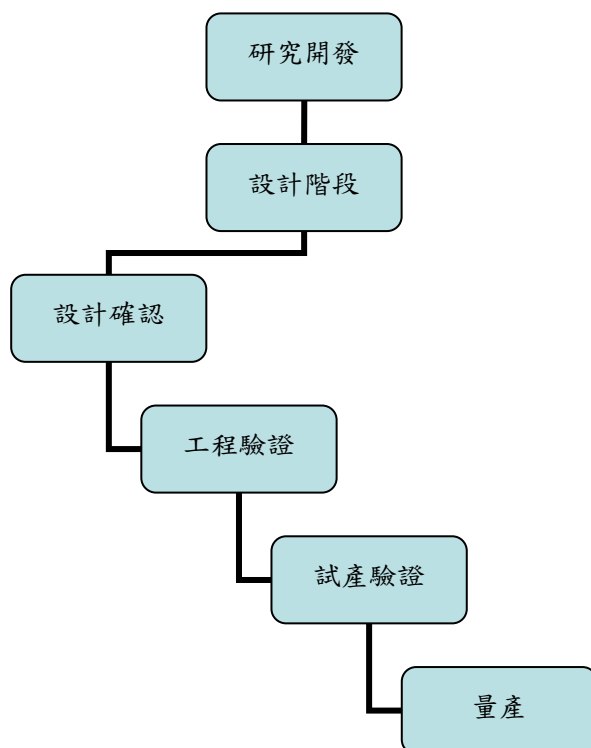 研究開發
設計階段
設計確認
工程驗證
試產驗證
量產